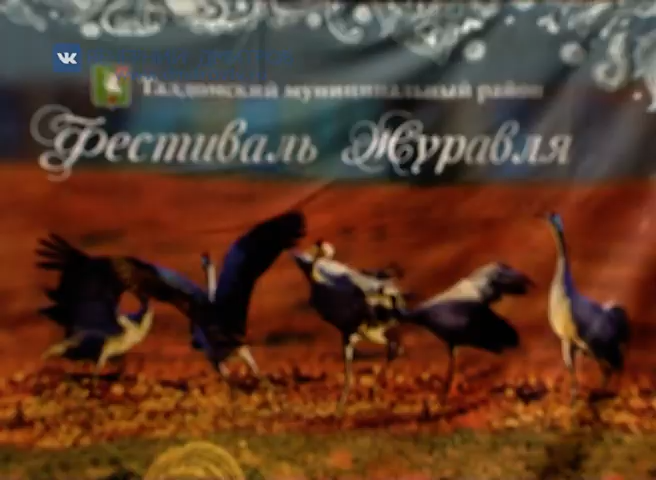 Талдомский муниципальный район
Фестиваль Журавля